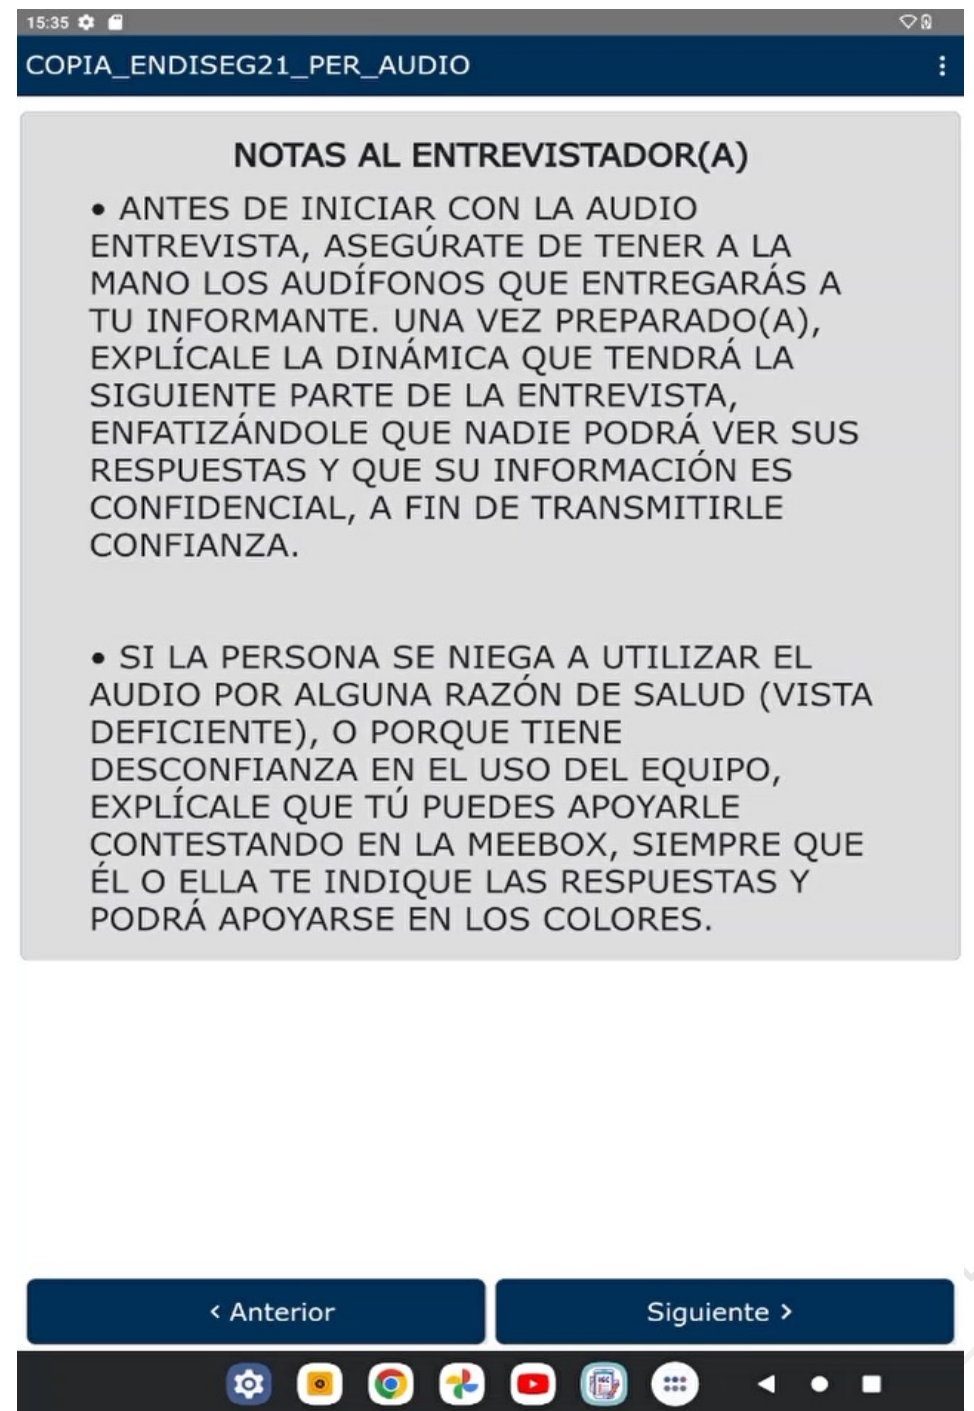 15:35
COPIA_ENDISEG21_PER_AUDIO
NOTAS AL ENTREVISTADOR(A)
• ANTES DE INICIAR CON LA AUDIO
ENTREVISTA, ASEGÚRATE DE TENER A LA
MANO LOS AUDÍFONOS QUE ENTREGARÁS A
TU INFORMANTE. UNA VEZ PREPARADO(A),
EXPLÍCALE LA DINÁMICA QUE TENDRÁ LA
SIGUIENTE PARTE DE LA ENTREVISTA,
ENFATIZÁNDOLE QUE NADIE PODRÁ VER SUS
RESPUESTAS Y QUE SU INFORMACIÓN ES
CONFIDENCIAL, A FIN DE TRANSMITIRLE
CONFIANZA.
• SI LA PERSONA SE NIEGA A UTILIZAR EL
AUDIO POR ALGUNA RAZÓN DE SALUD (VISTA
DEFICIENTE), O PORQUE TIENE
DESCONFIANZA EN EL USO DEL EQUIPO,
EXPLÍCALE QUE TÚ PUEDES APOYARLE
CONTESTANDO EN LA MEEBOX, SIEMPRE QUE
ÉL O ELLA TE INDIQUE LAS RESPUESTAS Y
PODRÁ APOYARSE EN LOS COLORES.
< Anterior
Siguiente >